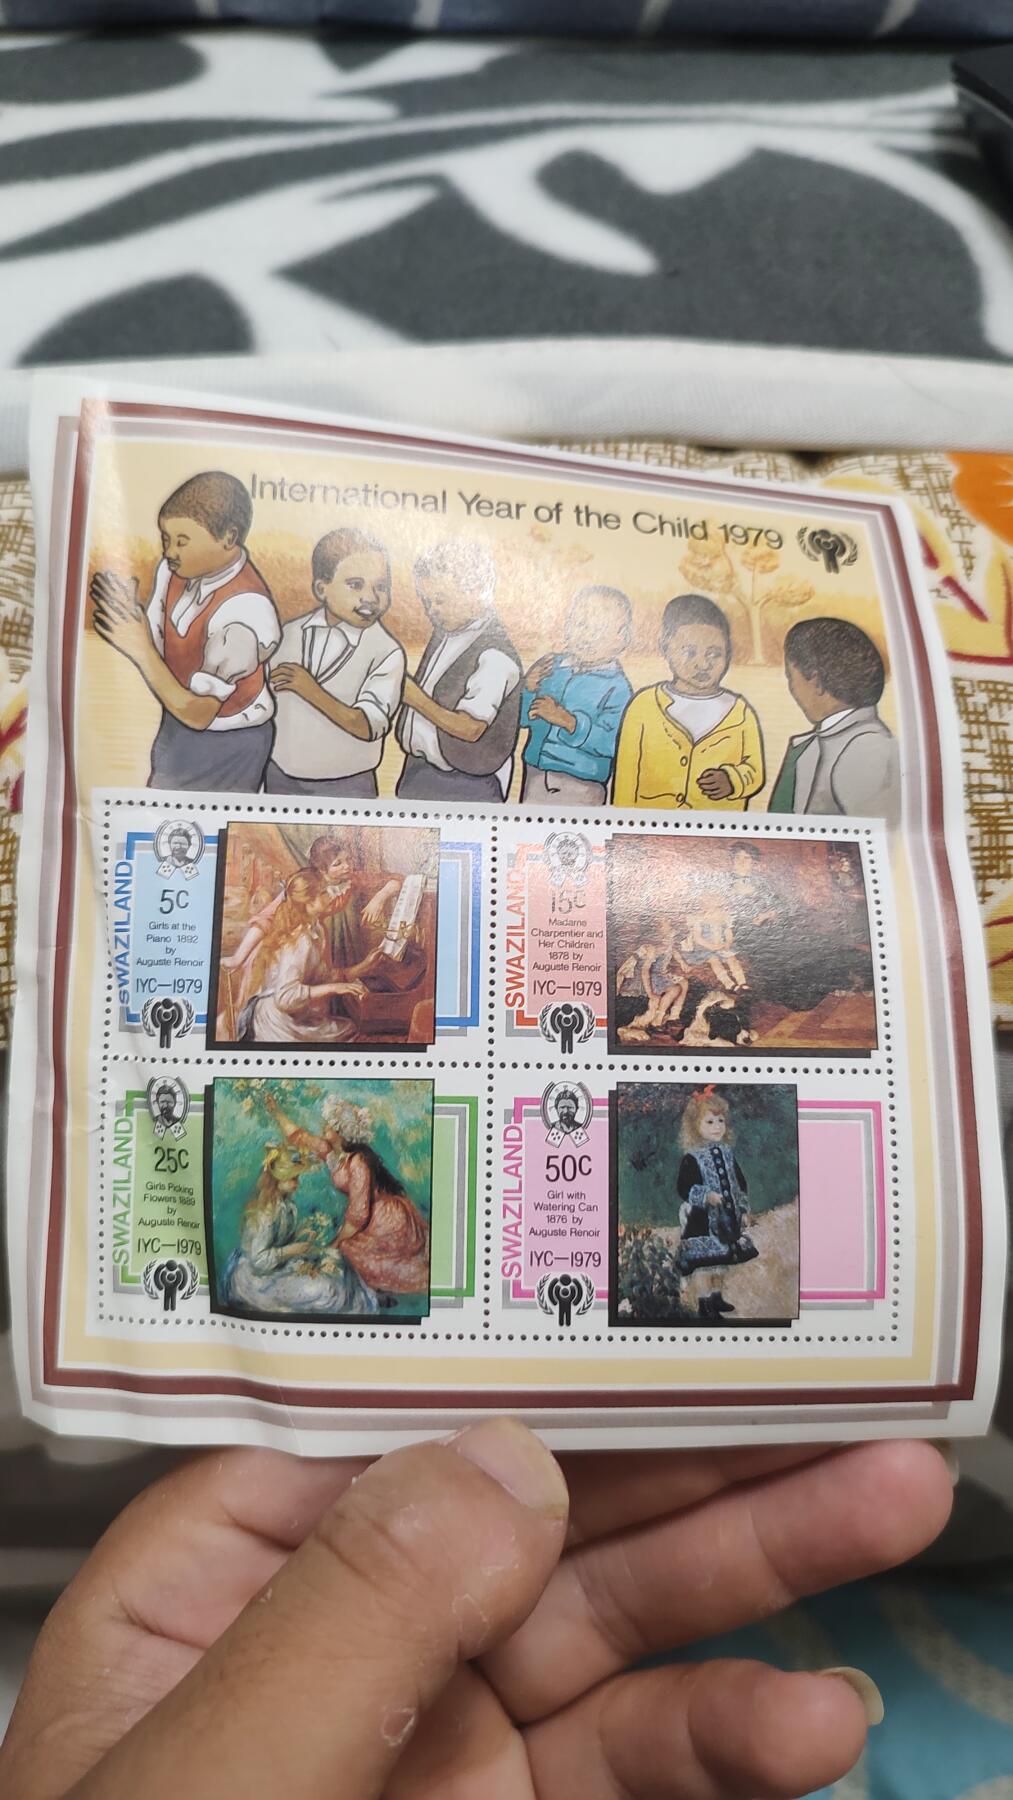 International Year of the Child 1979
SWAZILAND
5c
Girls at the
Piano 1892
by
Auguste Renoir
IYC—1979
SWAZILAND
15c
Madame
Charpentier and
Her Children
1878 by
Auguste Renoir
IYC—1979
SWAZILAND
25c
Girls Picking
Flowers 1889
by
Auguste Renoir
IYC—1979
SWAZILAND
50c
Girl with
Watering Can
1876 by
Auguste Renoir
IYC—1979